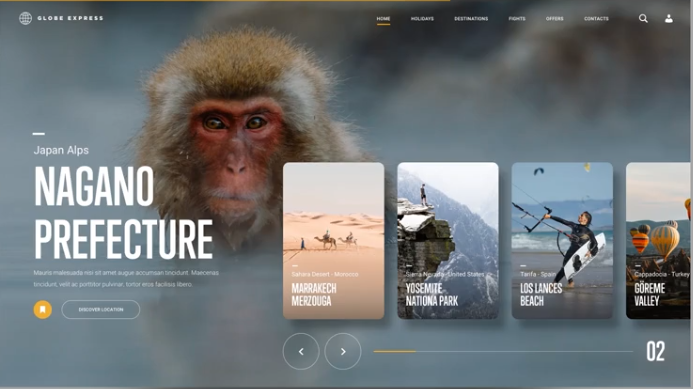 GLOBE EXPRESS
HOME HOLIDAYS DESTINATIONS FIGHTS OFFERS CONTACTS
Japan Alps
NAGANO
PREFECTURE
Mauris malesuada nisi sit amet augue accumsan tincidunt. Maecenas
tincidunt, velit ac porttitor pulvinar, tortor eros facilisis libero.
DISCOVER LOCATION
Sahara Desert - Morocco
MARRAKECH
MERZOUGA
Sierra Nevada - United States
YOSEMITE
NATIONA PARK
Tarifa - Spain
LOS LANCES
BEACH
Cappadocia - Turkey
GÖREME
VALLEY
02